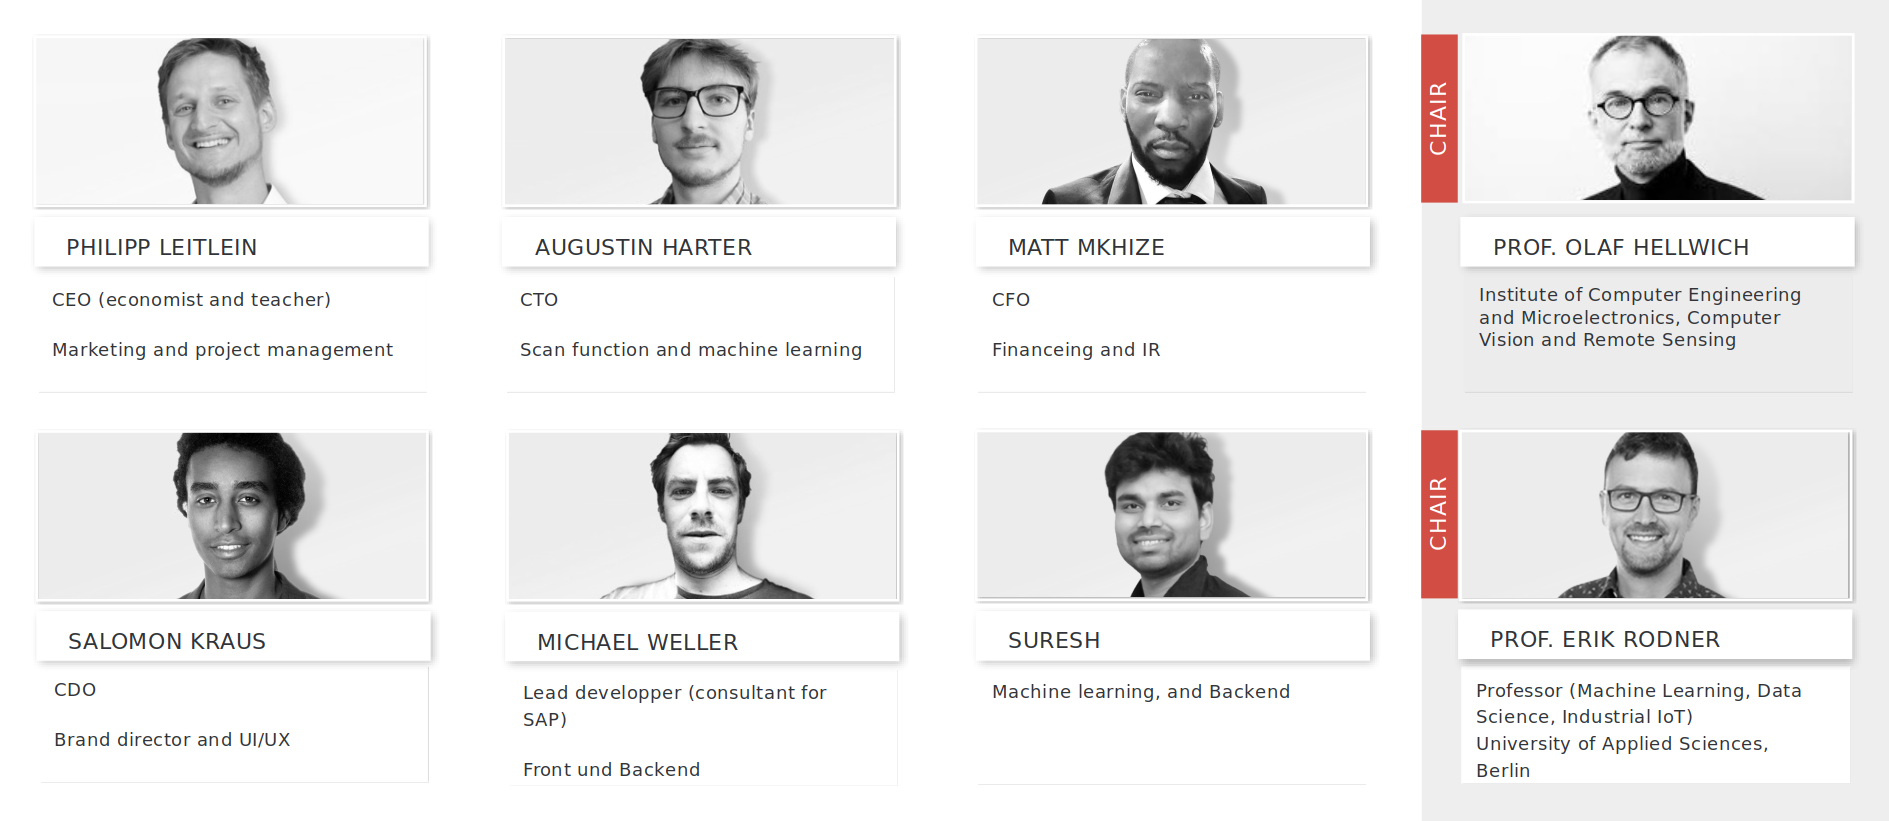 PHILIPP LEITLEIN
CEO (economist and teacher)
Marketing and project management
AUGUSTIN HARTER
CTO
Scan function and machine learning
MATT MKHIZE
CFO
Financeing and IR
CHAIR
PROF. OLAF HELLWICH
Institute of Computer Engineering
and Microelectronics, Computer
Vision and Remote Sensing
SALOMON KRAUS
CDO
Brand director and UI/UX
MICHAEL WELLER
Lead developper (consultant for
SAP)
Front und Backend
SURESH
Machine learning, and Backend
CHAIR
PROF. ERIK RODNER
Professor (Machine Learning, Data
Science, Industrial IoT)
University of Applied Sciences,
Berlin